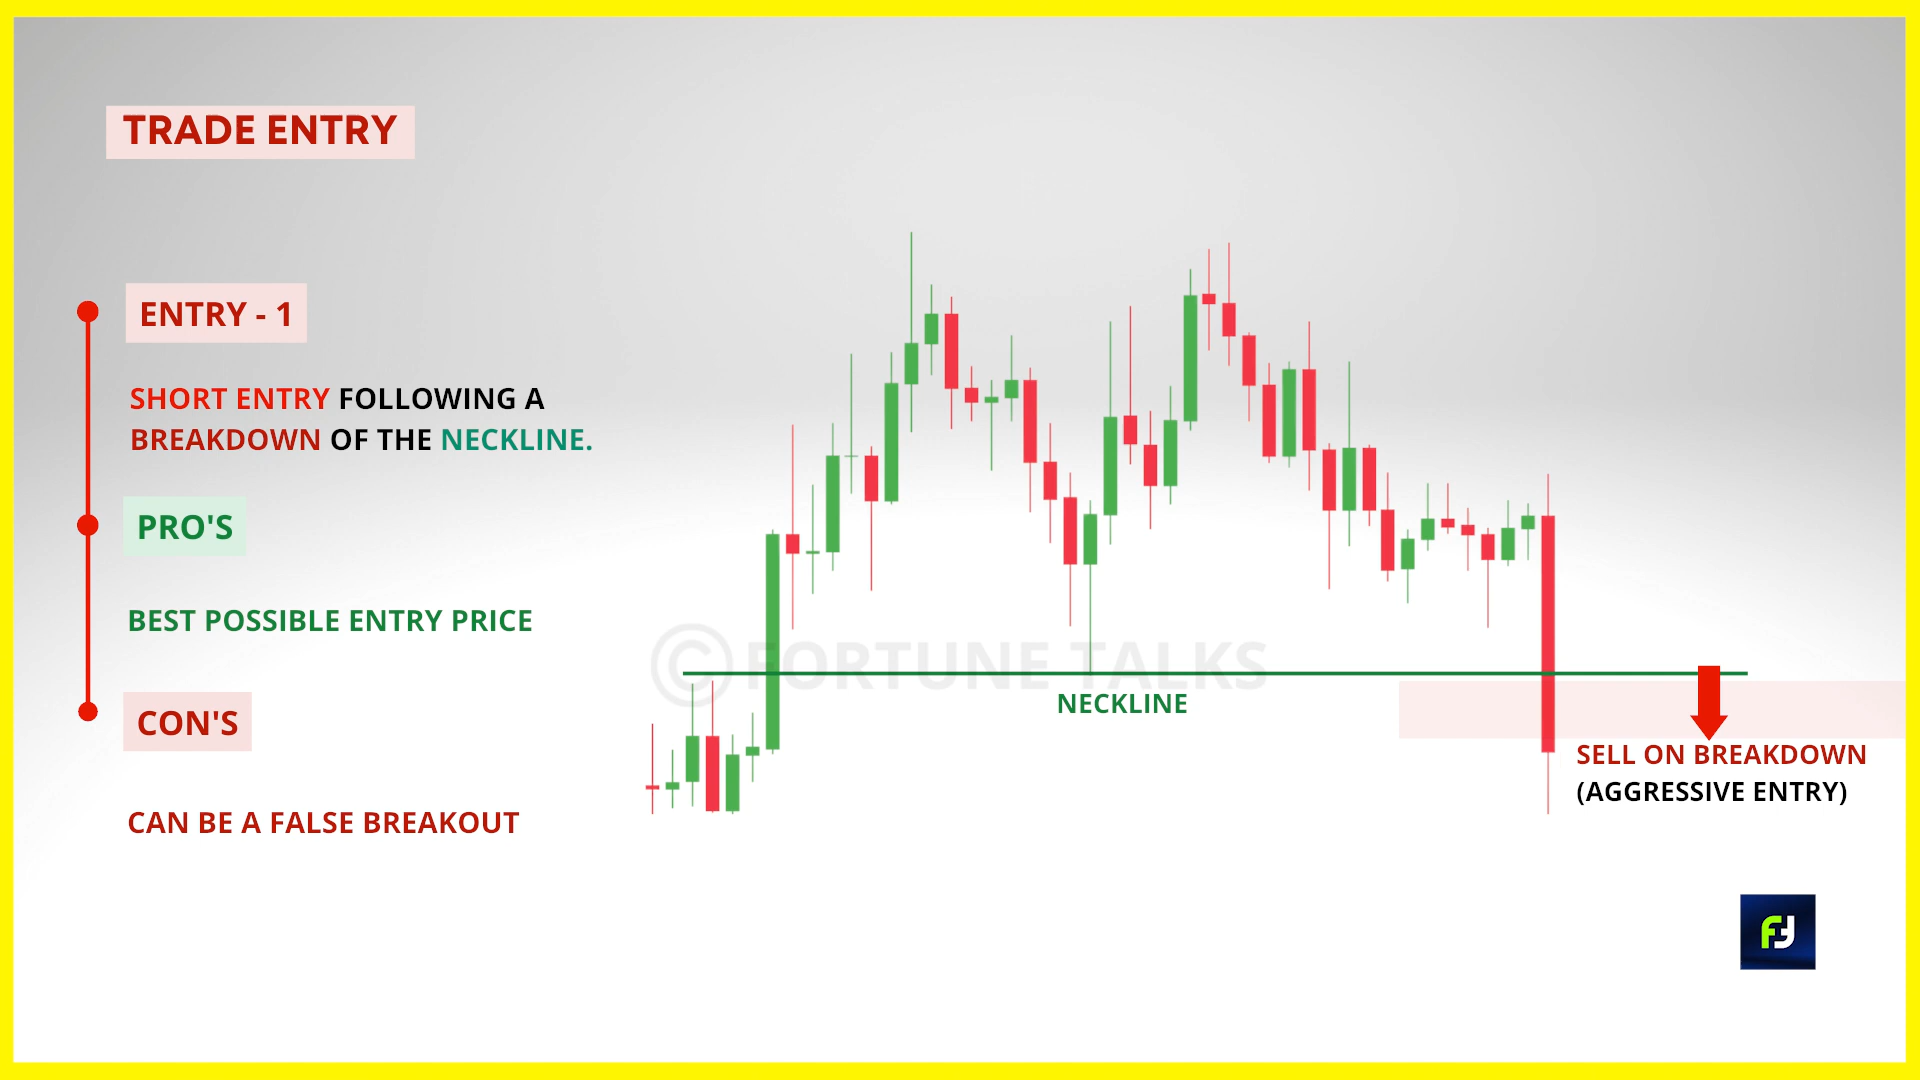 TRADE ENTRY
ENTRY - 1
SHORT ENTRY FOLLOWING A
BREAKDOWN OF THE NECKLINE.
PRO'S
BEST POSSIBLE ENTRY PRICE
CON'S
CAN BE A FALSE BREAKOUT
© FORTUNE TALKS
NECKLINE
SELL ON BREAKDOWN
(AGGRESSIVE ENTRY)